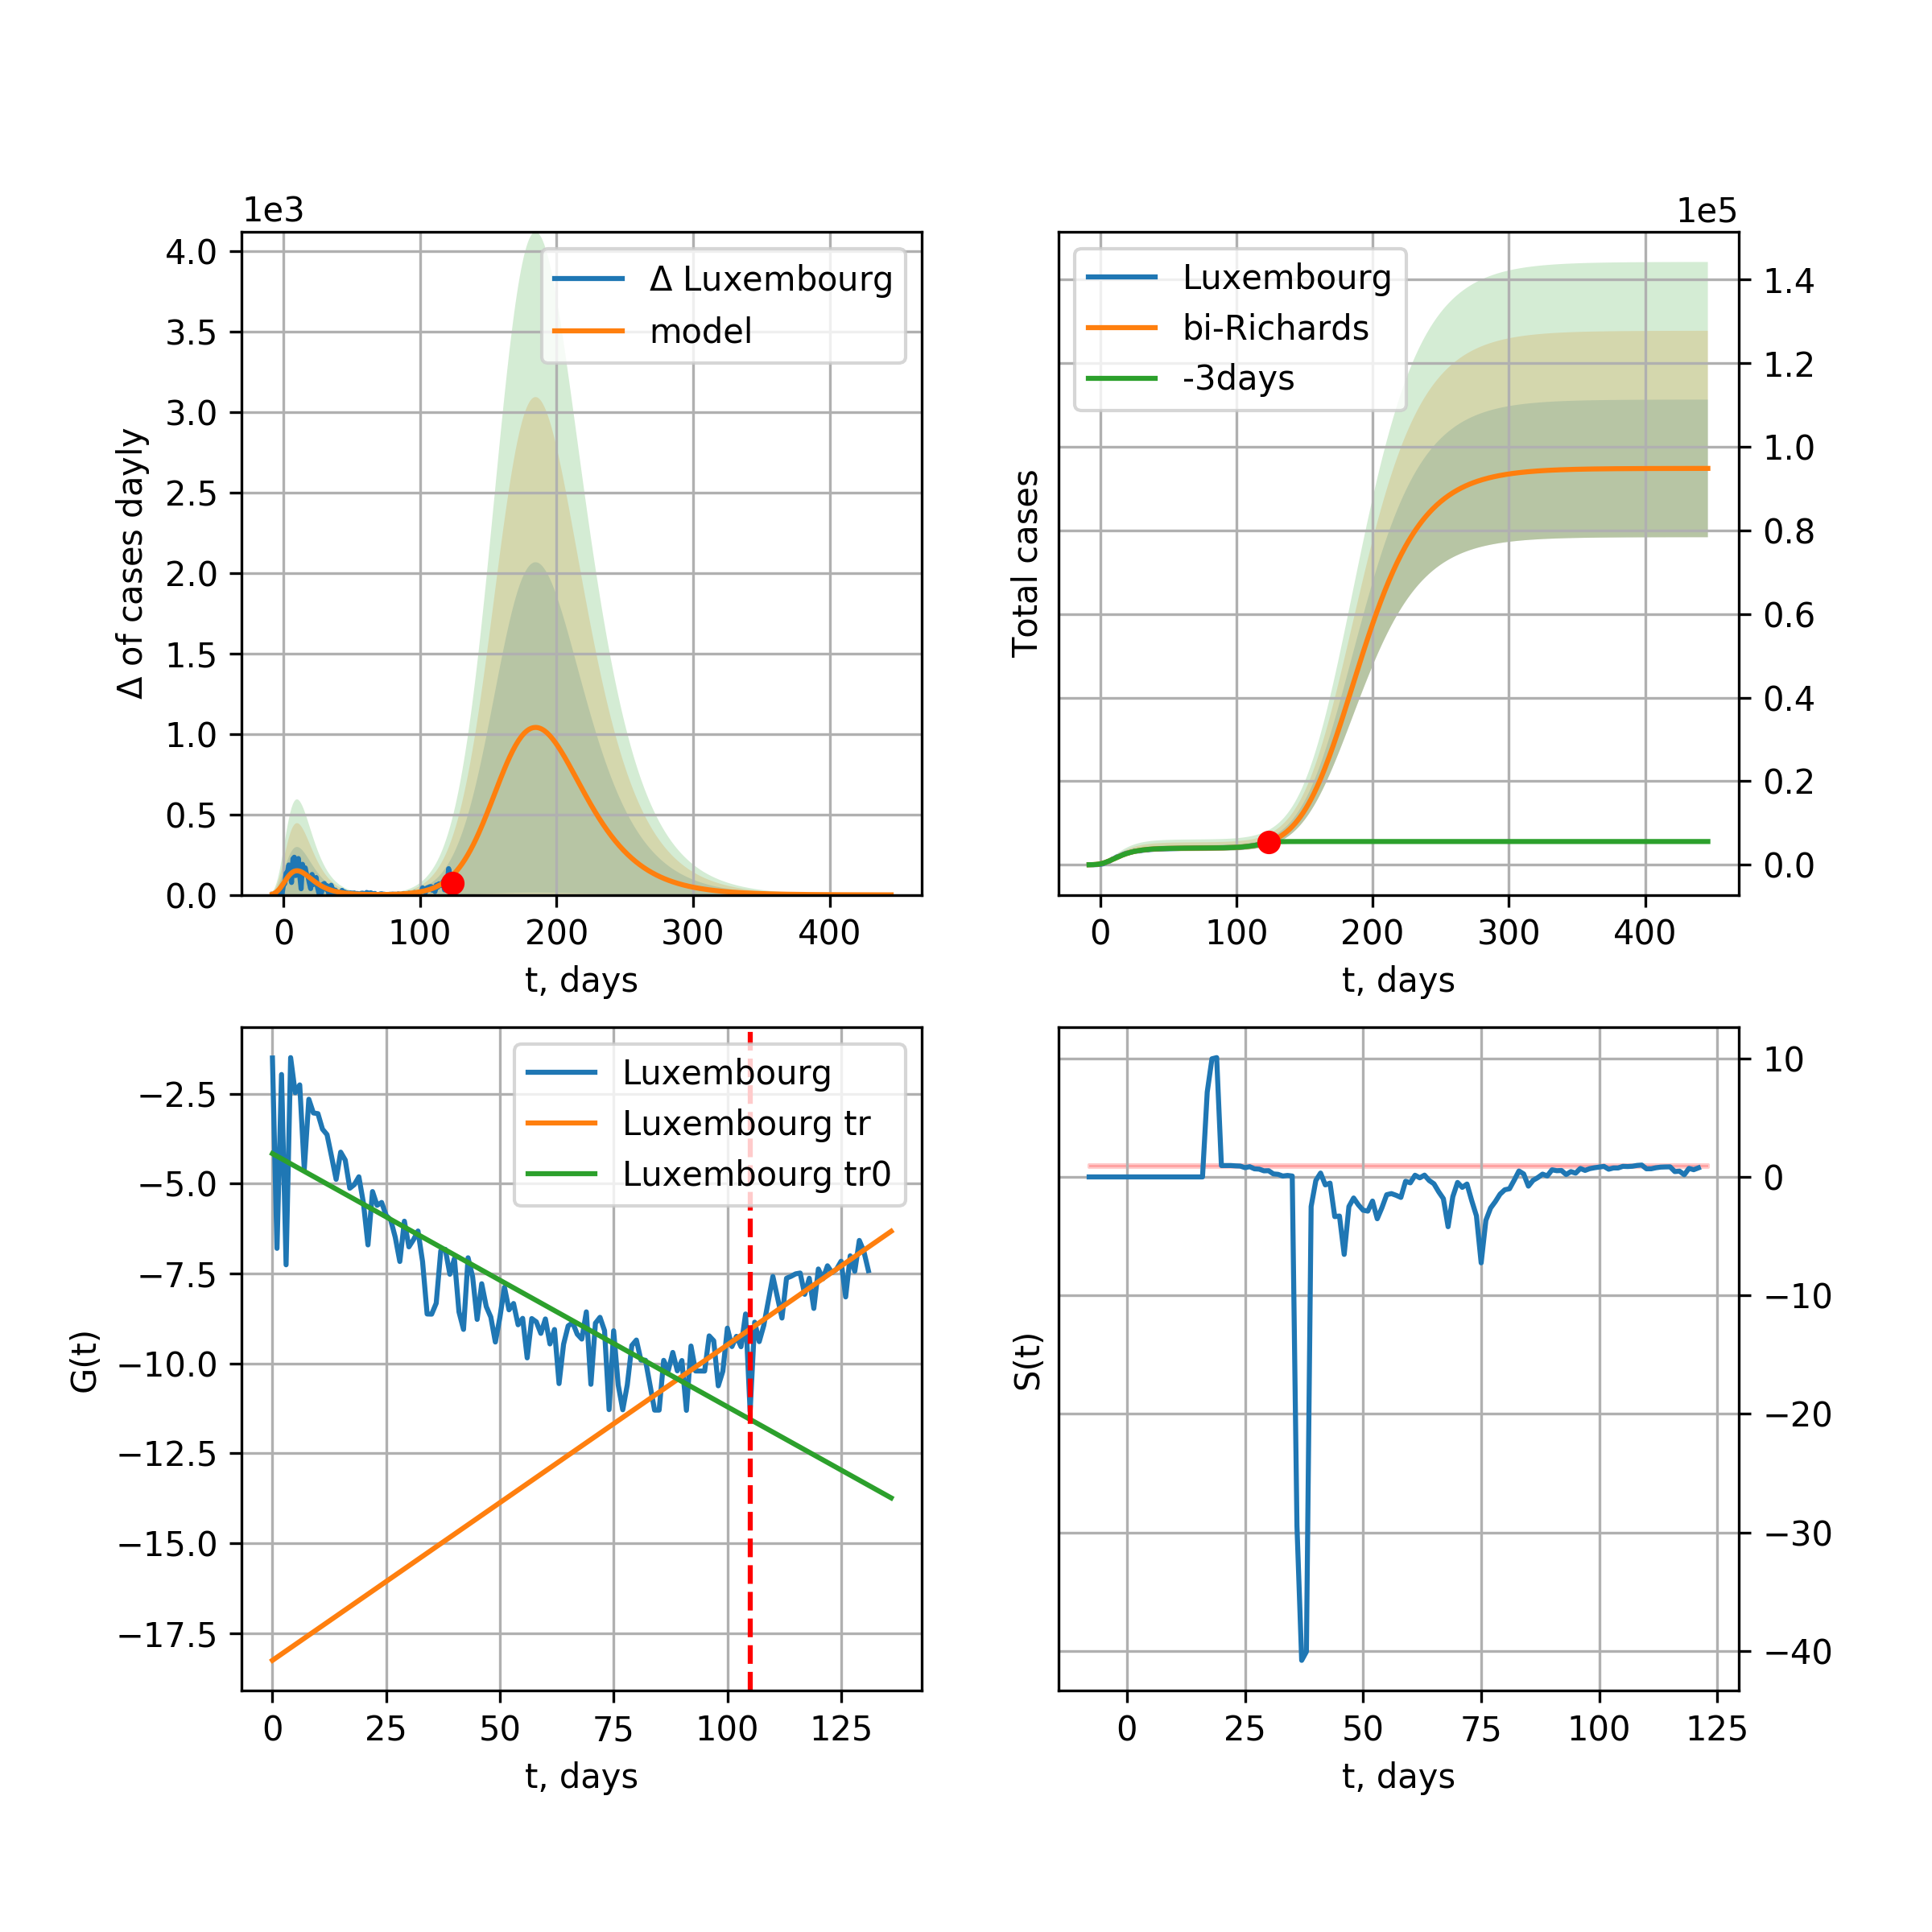 1e3
4.0
3.5
3.0
2.5
2.0
1.5
1.0
0.5
0.0
Δ of cases dayly
Δ Luxembourg
model
0 100 200 300 400
t, days
1e5
1.4
1.2
1.0
0.8
0.6
0.4
0.2
0.0
Total cases
Luxembourg
bi-Richards
-3days
0 100 200 300 400
t, days
−2.5
−5.0
−7.5
−10.0
−12.5
−15.0
−17.5
G(t)
Luxembourg
Luxembourg tr
Luxembourg tr0
0 25 50 75 100 125
t, days
10
0
−10
−20
−30
−40
S(t)
0 25 50 75 100 125
t, days